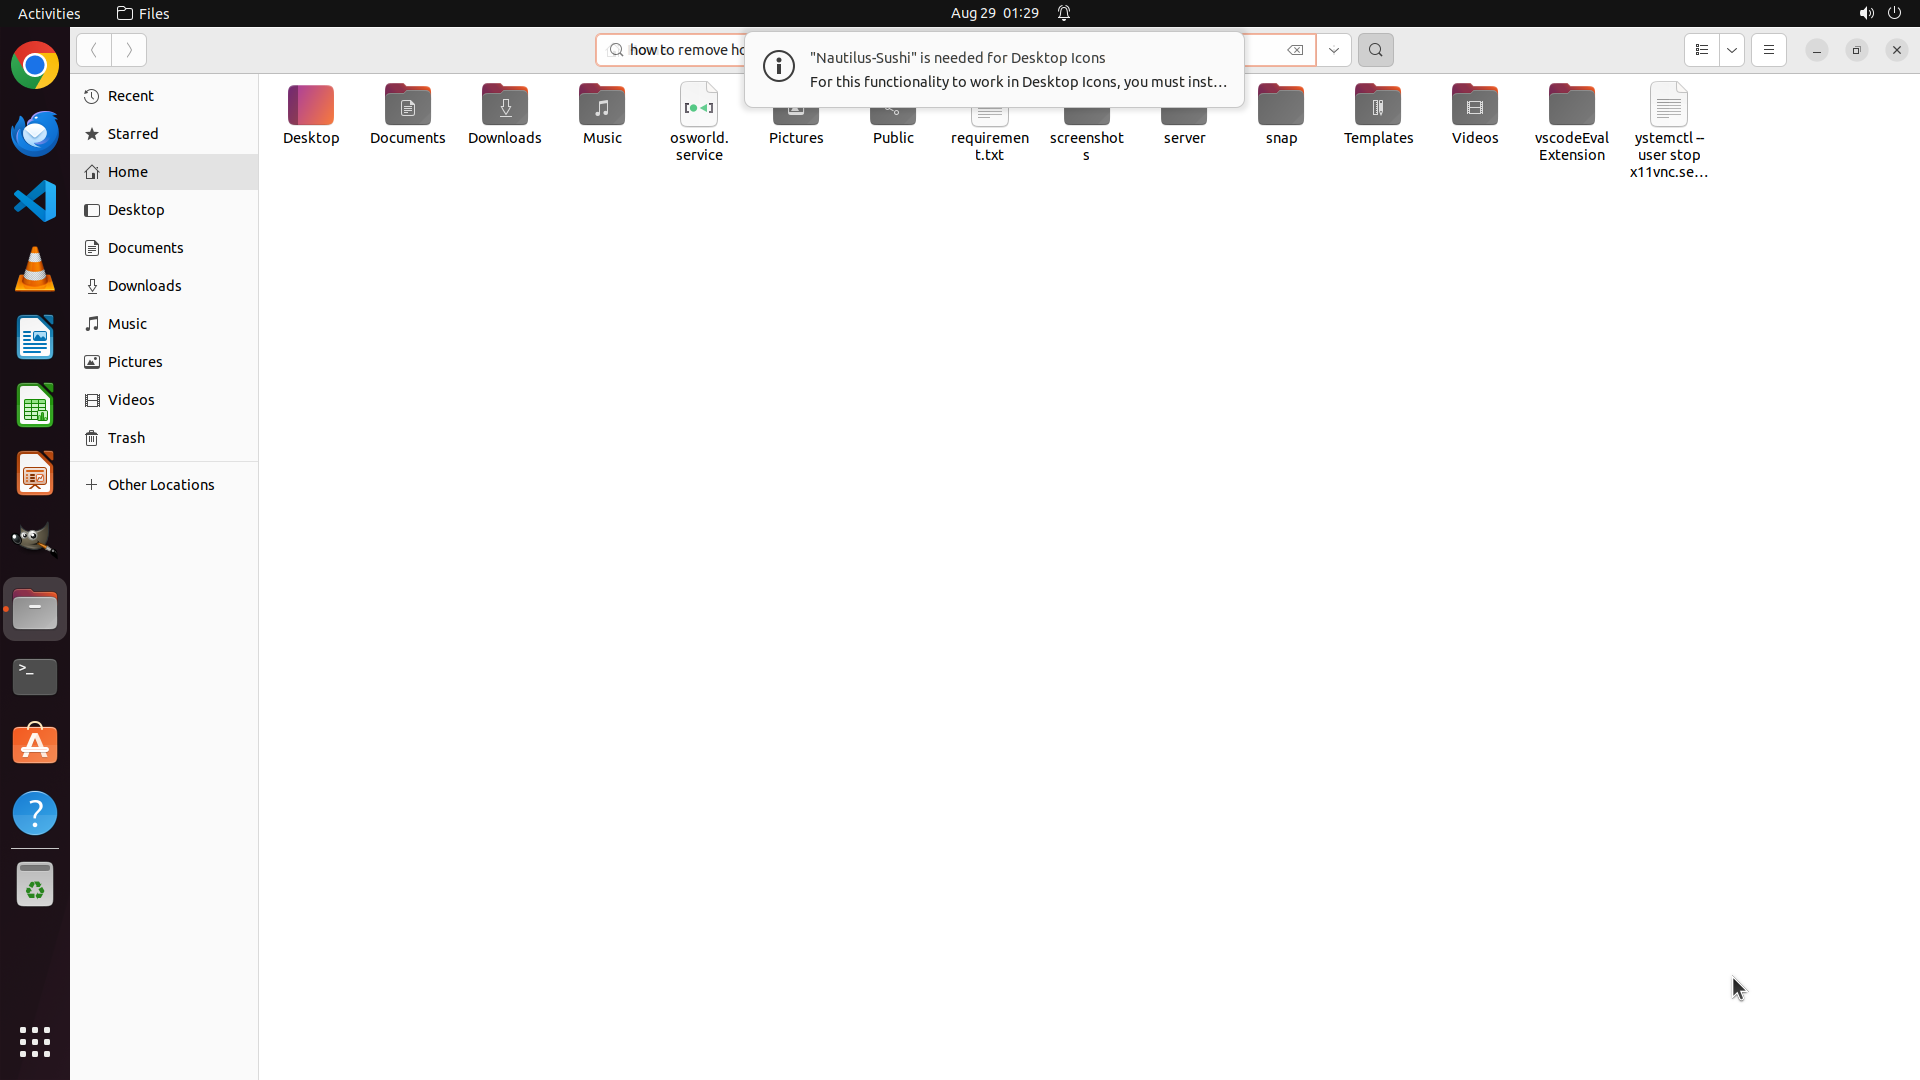 Activities
Files
Aug 29 01:29
how to remove ho
"Nautilus-Sushi" is needed for Desktop Icons
For this functionality to work in Desktop Icons, you must inst...
Recent
Starred
Home
Desktop
Documents
Downloads
Music
Pictures
Videos
Trash
Other Locations
Desktop
Documents
Downloads
Music
osworld.
service
Pictures
Public
requiremen
t.txt
screenshot
s
server
snap
Templates
Videos
vscodeEval
Extension
ystemctl --
user stop
x11vnc.se...